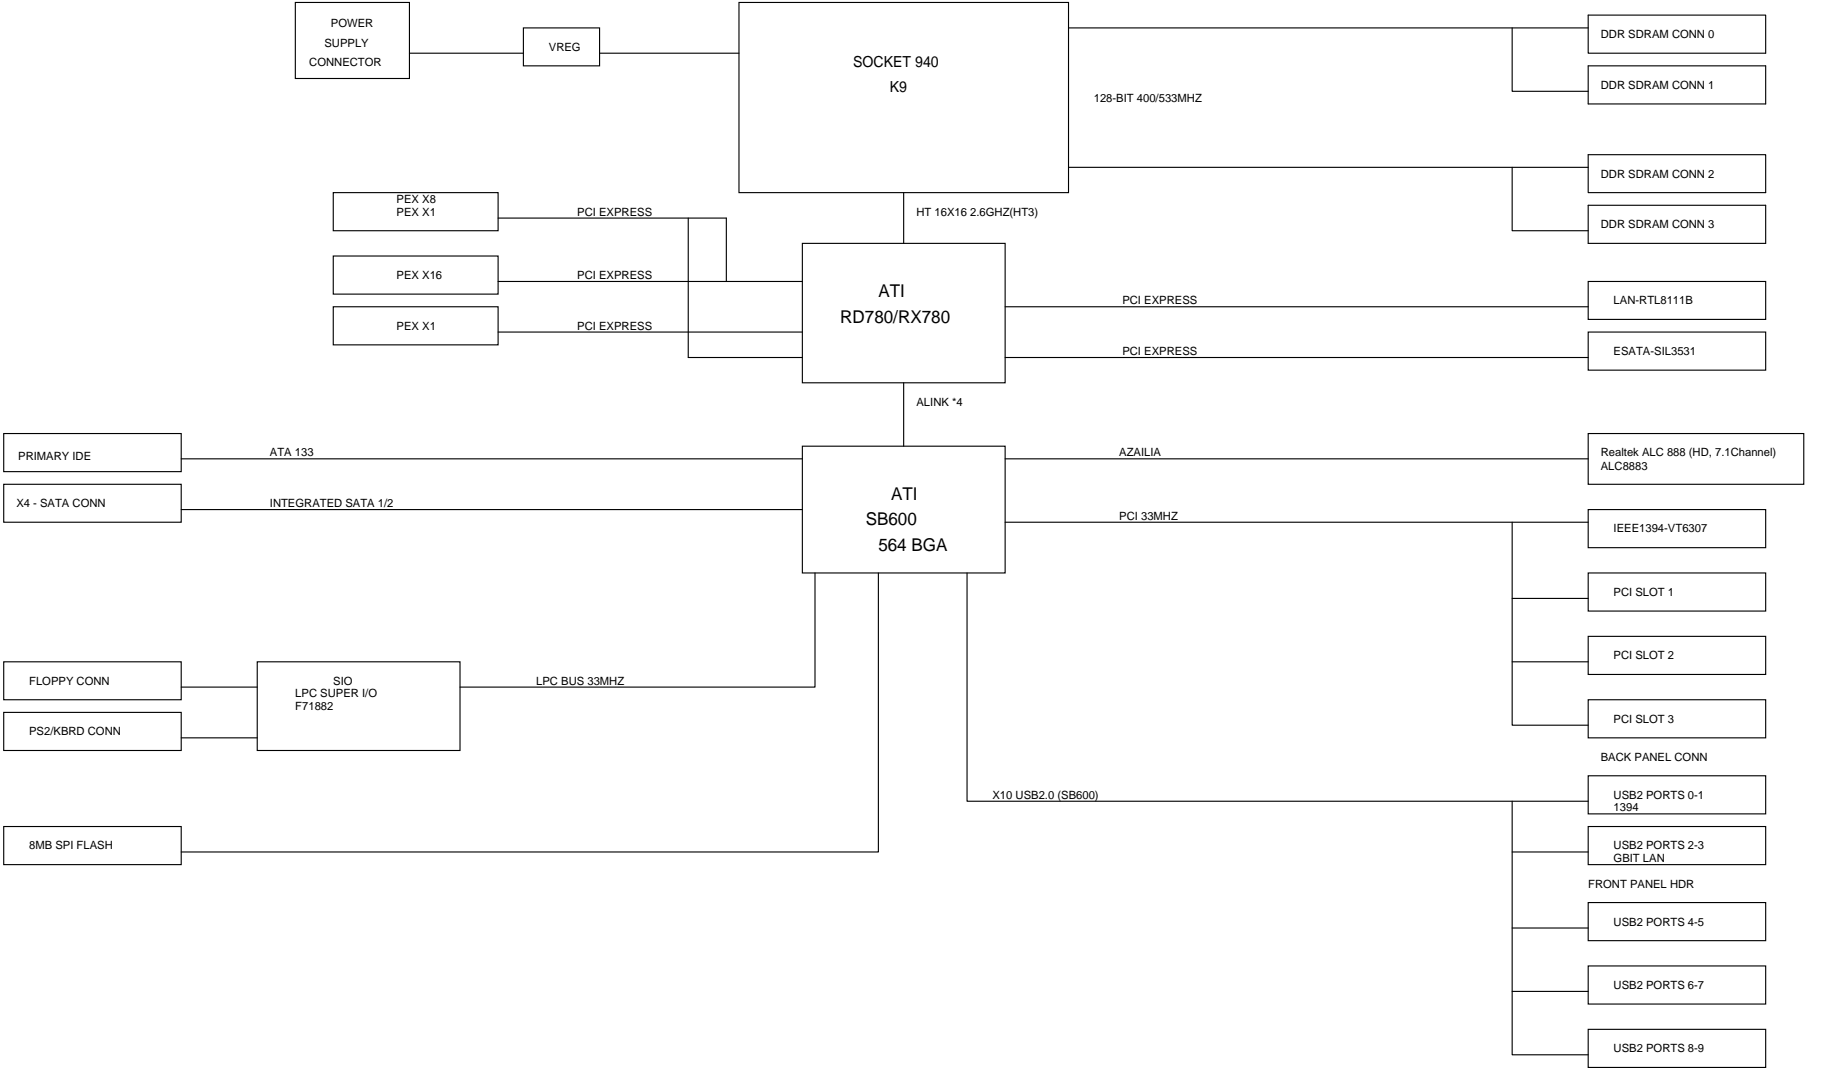 POWER
SUPPLY
CONNECTOR
VREG
SOCKET 940
K9
128-BIT 400/533MHZ
DDR SDRAM CONN 0
DDR SDRAM CONN 1
DDR SDRAM CONN 2
DDR SDRAM CONN 3
PEX X8
PEX X1
PCI EXPRESS
HT 16X16 2.6GHZ(HT3)
PEX X16
PCI EXPRESS
PEX X1
PCI EXPRESS
ATI
RD780/RX780
PCI EXPRESS
LAN-RTL8111B
PCI EXPRESS
ESATA-SIL3531
ALINK *4
PRIMARY IDE
ATA 133
X4 - SATA CONN
INTEGRATED SATA 1/2
ATI
SB600
564 BGA
AZAILIA
Realtek ALC 888 (HD, 7.1Channel)
ALC8883
PCI 33MHZ
IEEE1394-VT6307
PCI SLOT 1
PCI SLOT 2
PCI SLOT 3
FLOPPY CONN
PS2/KBRD CONN
SIO
LPC SUPER I/O
F71882
LPC BUS 33MHZ
8MB SPI FLASH
X10 USB2.0 (SB600)
BACK PANEL CONN
USB2 PORTS 0-1
1394
USB2 PORTS 2-3
GBIT LAN
FRONT PANEL HDR
USB2 PORTS 4-5
USB2 PORTS 6-7
USB2 PORTS 8-9